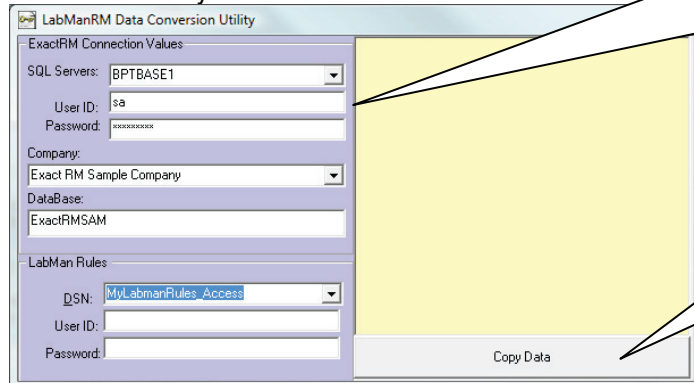 LabManRM Data Conversion Utility
ExactRM Connection Values
SQL Servers: BPTBASE1
User ID: sa
Password: xxxxxxxxx
Company:
Exact RM Sample Company
DataBase:
ExactRMSAM
LabMan Rules
DSN: MyLabmanRules_Access
User ID:
Password:
Copy Data